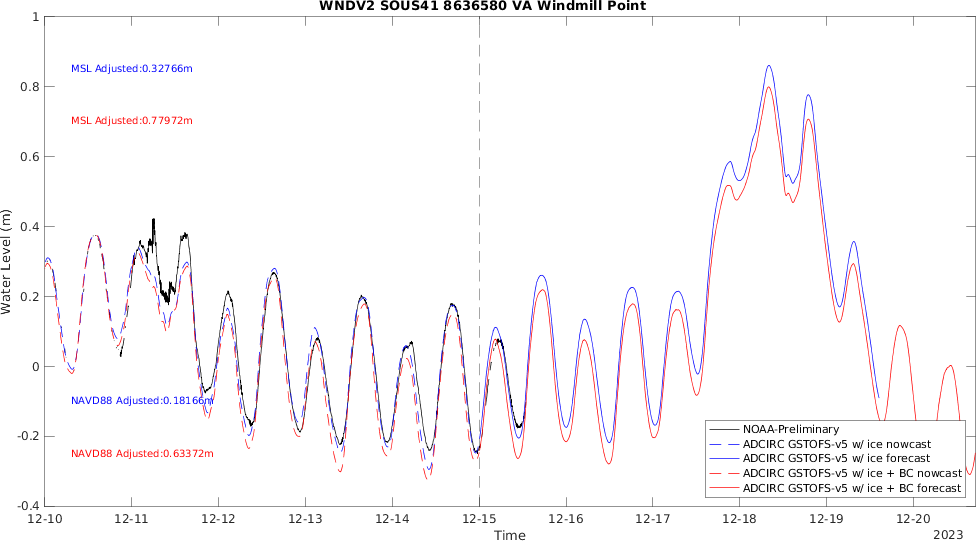 WNDV2 SOUS41 8636580 VA Windmill Point
1
0.8
0.6
0.4
0.2
0
-0.2
-0.4
Water Level (m)
MSL Adjusted:0.32766m
MSL Adjusted:0.77972m
NAVD88 Adjusted:0.18166m
NAVD88 Adjusted:0.63372m
NOAA-Preliminary
ADCIRC GSTOFS-v5 w/ ice nowcast
ADCIRC GSTOFS-v5 w/ ice forecast
ADCIRC GSTOFS-v5 w/ ice + BC nowcast
ADCIRC GSTOFS-v5 w/ ice + BC forecast
12-10 12-11 12-12 12-13 12-14 12-15 12-16 12-17 12-18 12-19 12-20
Time
2023